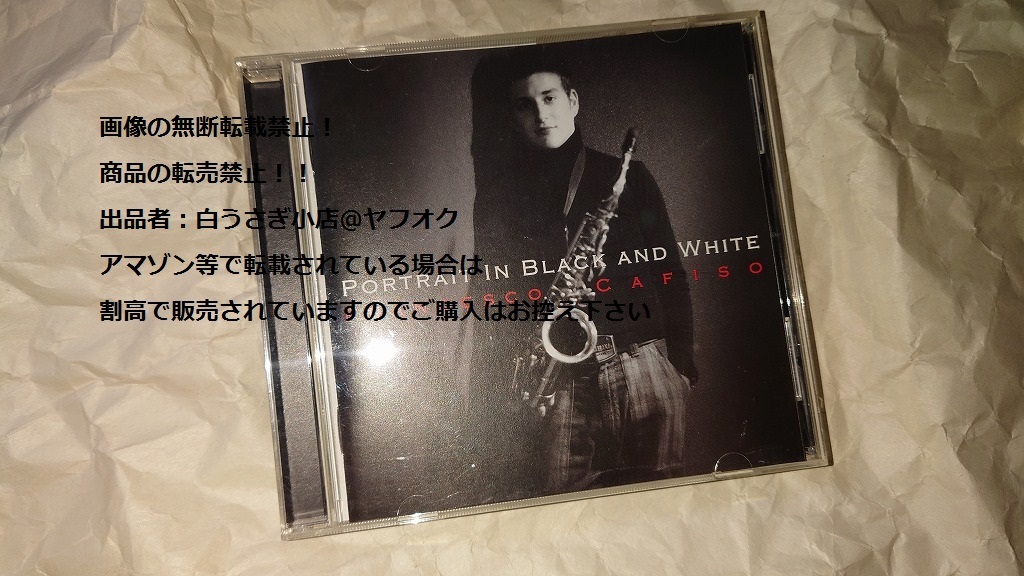 画像の無断転載禁止！
商品の転売禁止！！
出品者：白うさぎ小店@ヤフオク
アマゾン等で転載されている場合は
割高で販売されていますのでご購入はお控え下さい
PORTRAIT IN BLACK AND WHITE
CAFISO